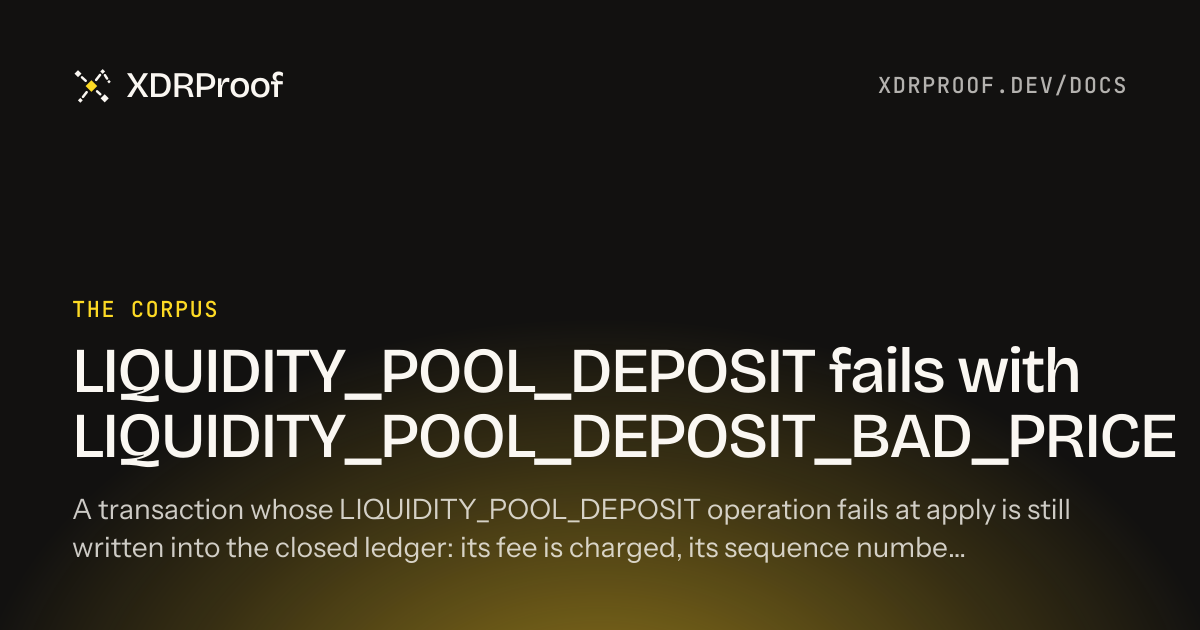 XDRProof
XDRPROOF.DEV/DOCS
THE CORPUS
LIQUIDITY_POOL_DEPOSIT fails with
LIQUIDITY_POOL_DEPOSIT_BAD_PRICE
A transaction whose LIQUIDITY_POOL_DEPOSIT operation fails at apply is still
written into the closed ledger: its fee is charged, its sequence numbe...